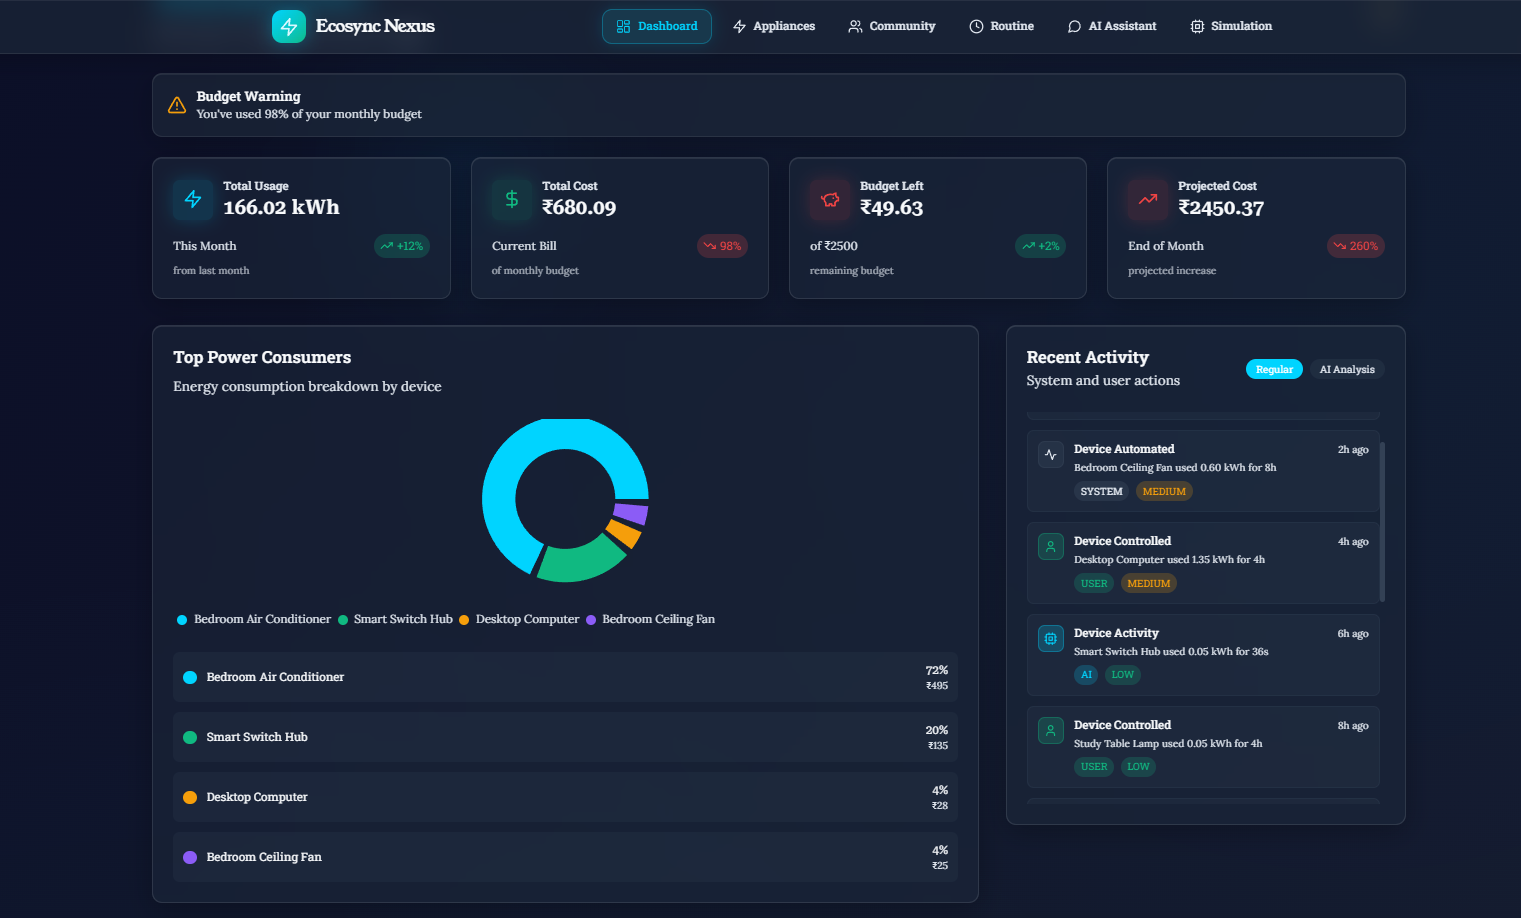 Ecosync Nexus
Dashboard
Appliances
Community
Routine
AI Assistant
Simulation
Budget Warning
You've used 98% of your monthly budget
Total Usage
166.02 kWh
This Month
+12%
from last month
Total Cost
₹680.09
Current Bill
98%
of monthly budget
Budget Left
₹49.63
of ₹2500
+2%
remaining budget
Projected Cost
₹2450.37
End of Month
260%
projected increase
Top Power Consumers
Energy consumption breakdown by device
Bedroom Air Conditioner
Smart Switch Hub
Desktop Computer
Bedroom Ceiling Fan
Bedroom Air Conditioner
72%
₹495
Smart Switch Hub
20%
₹135
Desktop Computer
4%
₹28
Bedroom Ceiling Fan
4%
₹25
Recent Activity
System and user actions
Regular
AI Analysis
Device Automated
2h ago
Bedroom Ceiling Fan used 0.60 kWh for 8h
SYSTEM
MEDIUM
Device Controlled
4h ago
Desktop Computer used 1.35 kWh for 4h
USER
MEDIUM
Device Activity
6h ago
Smart Switch Hub used 0.05 kWh for 36s
AI
LOW
Device Controlled
8h ago
Study Table Lamp used 0.05 kWh for 4h
USER
LOW